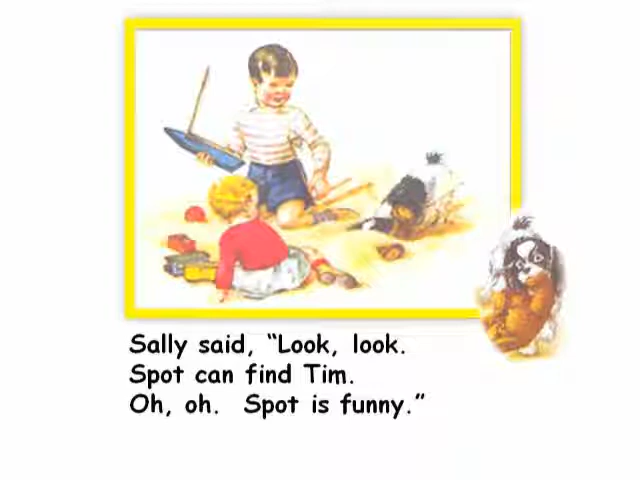 Sally said, “Look, look.
Spot can find Tim.
Oh, oh.  Spot is funny.”